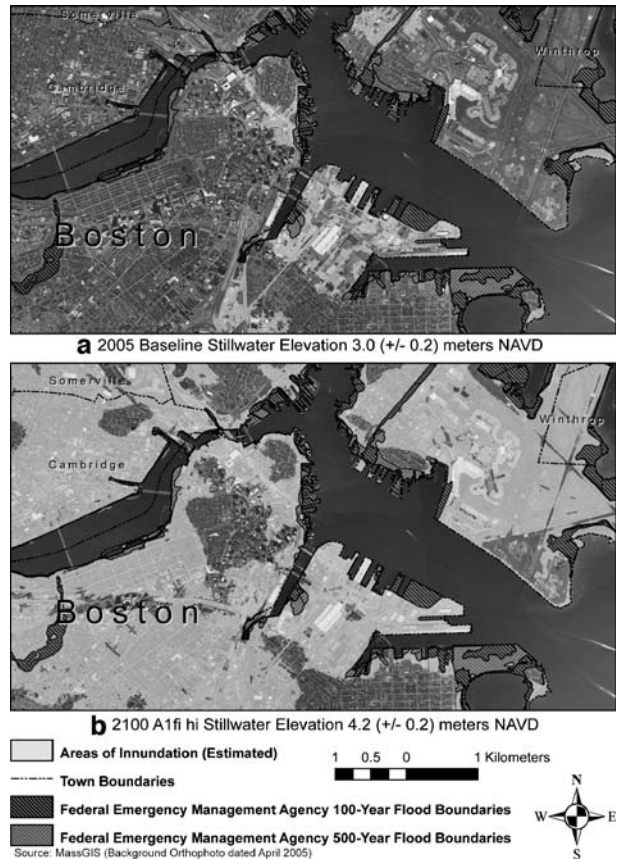 Somerville
Winthrop
Cambridge
Boston
a 2005 Baseline Stillwater Elevation 3.0 (+/- 0.2) meters NAVD
Somerville
Winthrop
Cambridge
Boston
b 2100 A1fi hi Stillwater Elevation 4.2 (+/- 0.2) meters NAVD
Areas of Innundation (Estimated)
1 0.5 0 1 Kilometers
Town Boundaries
Federal Emergency Management Agency 100-Year Flood Boundaries
N
W E
S
Federal Emergency Management Agency 500-Year Flood Boundaries
Source: MassGIS (Background Orthophoto dated April 2005)